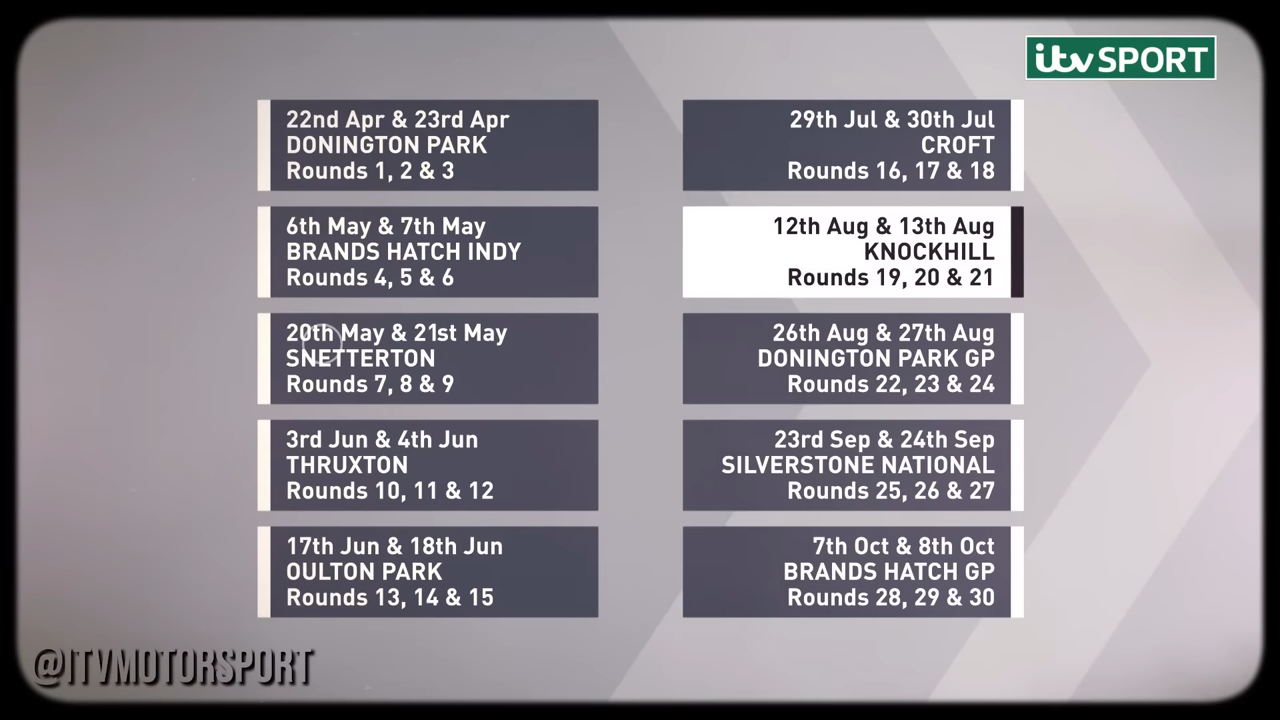 itv SPORT
22nd Apr & 23rd Apr
DONINGTON PARK
Rounds 1, 2 & 3
6th May & 7th May
BRANDS HATCH INDY
Rounds 4, 5 & 6
20th May & 21st May
SNETTERTON
Rounds 7, 8 & 9
3rd Jun & 4th Jun
THRUXTON
Rounds 10, 11 & 12
17th Jun & 18th Jun
OULTON PARK
Rounds 13, 14 & 15
29th Jul & 30th Jul
CROFT
Rounds 16, 17 & 18
12th Aug & 13th Aug
KNOCKHILL
Rounds 19, 20 & 21
26th Aug & 27th Aug
DONINGTON PARK GP
Rounds 22, 23 & 24
23rd Sep & 24th Sep
SILVERSTONE NATIONAL
Rounds 25, 26 & 27
7th Oct & 8th Oct
BRANDS HATCH GP
Rounds 28, 29 & 30
@ITVMOTORSPORT